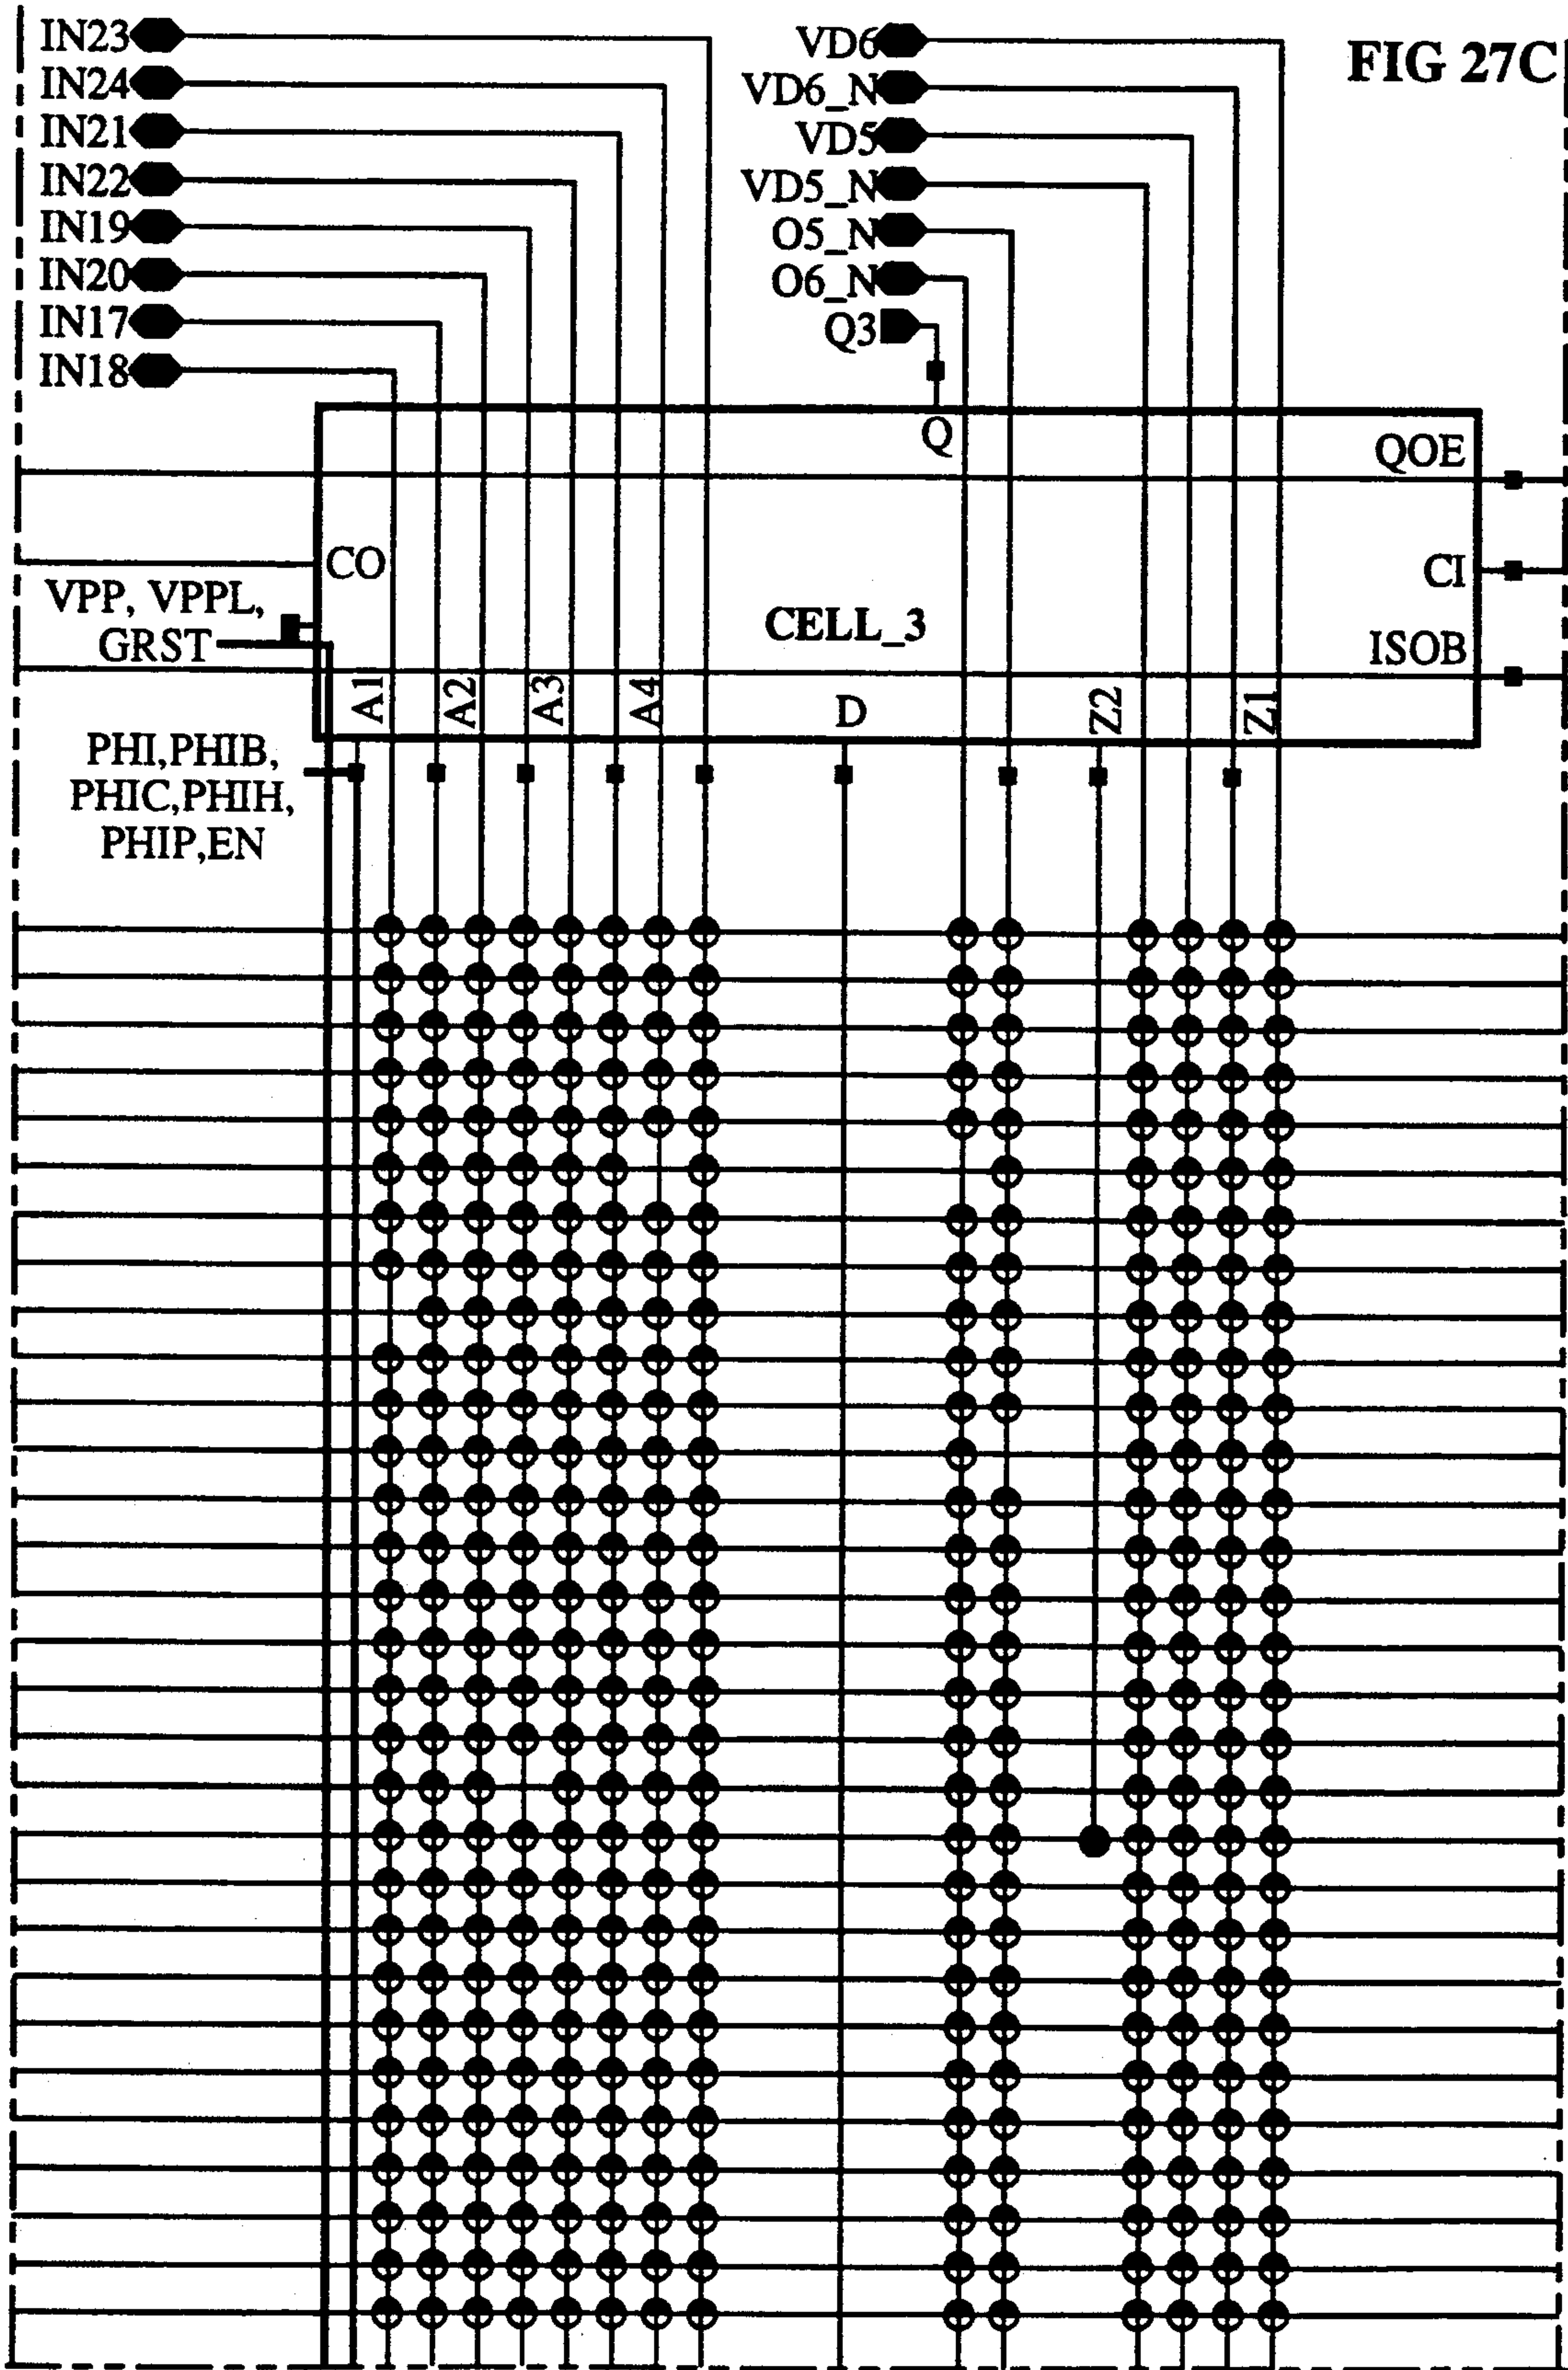 FIG 27C
IN23
IN24
IN21
IN22
IN19
IN20
IN17
IN18
VD6
VD6_N
VD5
VD5_N
O5_N
O6_N
Q3
Q
QOE
CO
CI
VPP, VPPL,
GRST
CELL_3
ISOB
A1
A2
A3
A4
D
Z2
Z1
PHI,PHIB,
PHIC,PHIH,
PHIP,EN